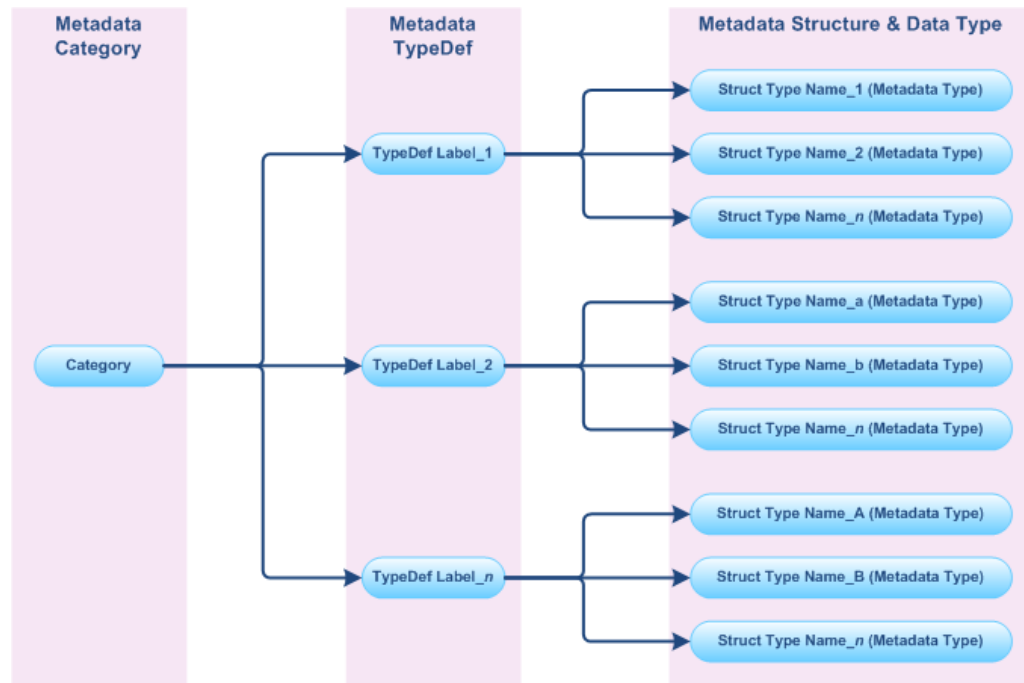 Metadata
Category
Metadata
TypeDef
Metadata Structure & Data Type
Struct Type Name_1 (Metadata Type)
TypeDef Label_1
Struct Type Name_2 (Metadata Type)
Struct Type Name_n (Metadata Type)
Struct Type Name_a (Metadata Type)
Category
TypeDef Label_2
Struct Type Name_b (Metadata Type)
Struct Type Name_n (Metadata Type)
Struct Type Name_A (Metadata Type)
TypeDef Label_n
Struct Type Name_B (Metadata Type)
Struct Type Name_n (Metadata Type)